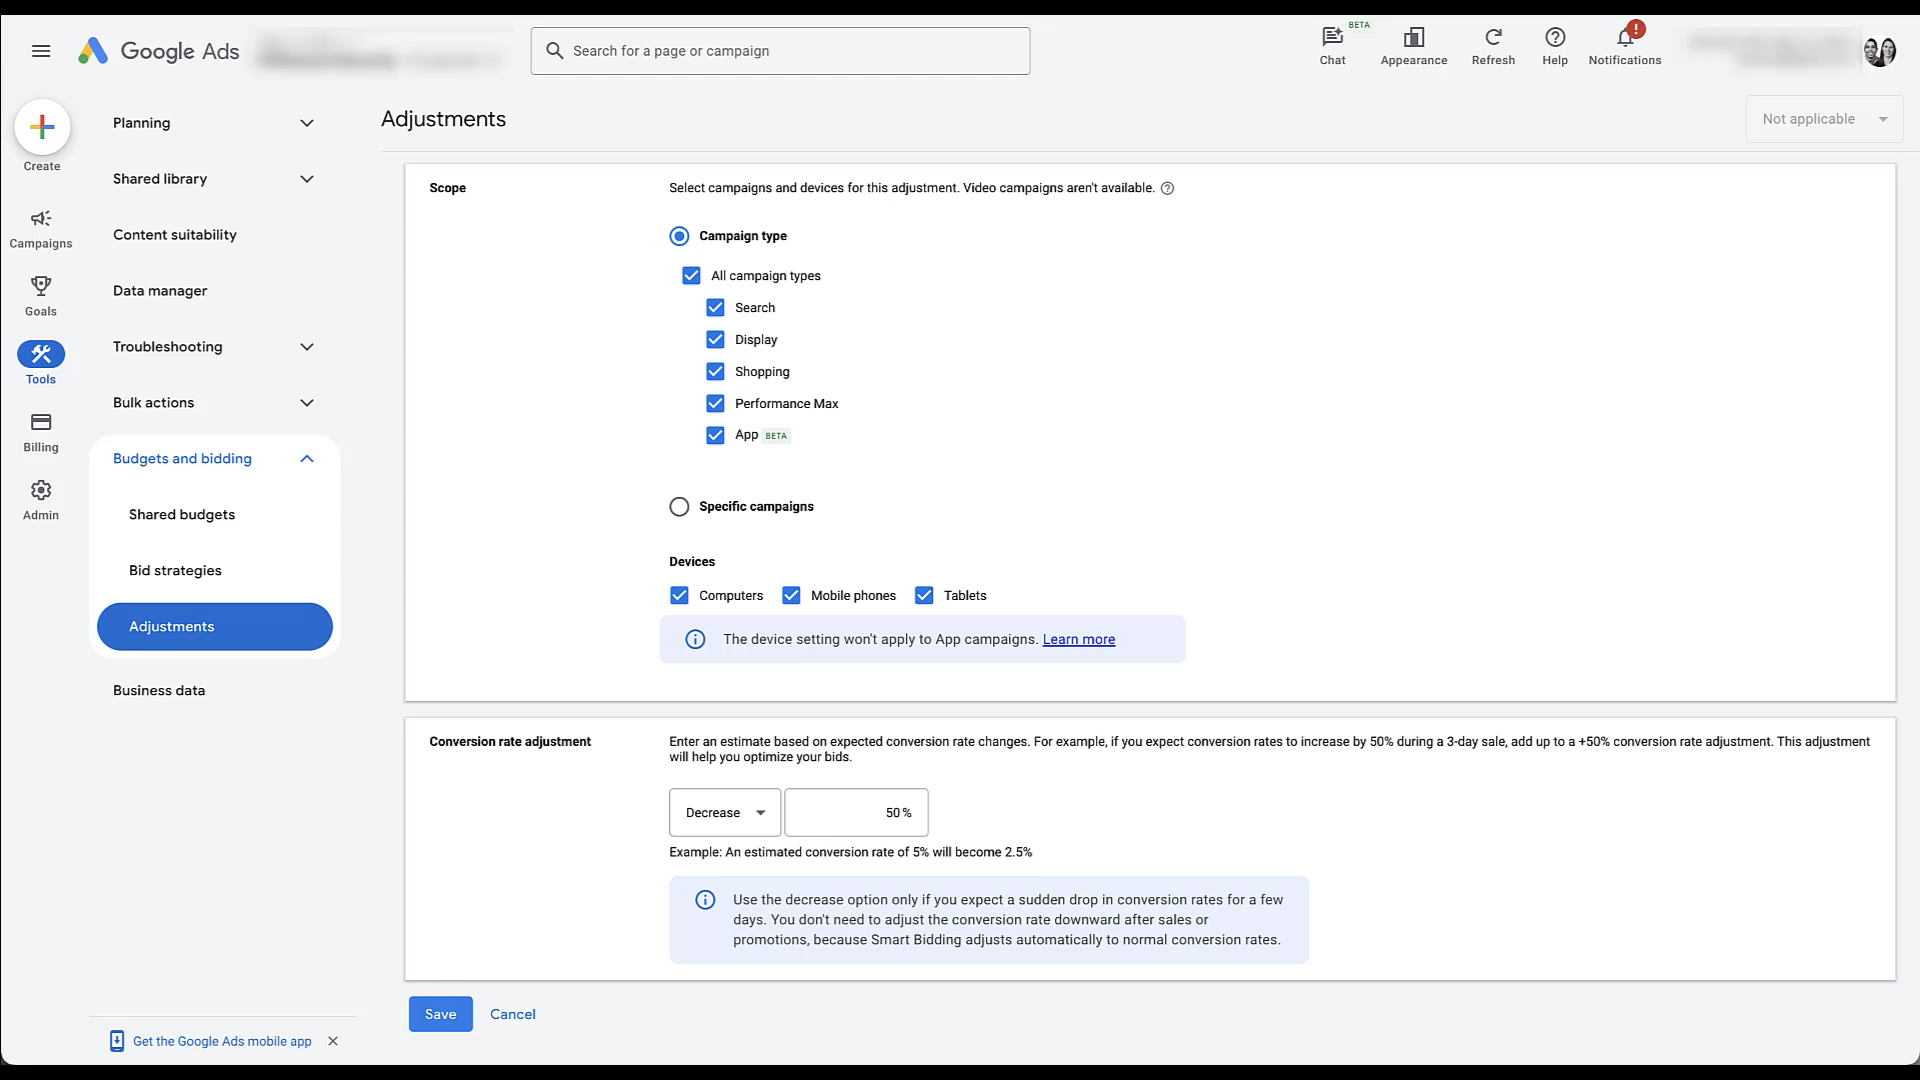 Google Ads
Search for a page or campaign
BETA
Chat
Appearance
Refresh
Help
!
Notifications
Create
Campaigns
Goals
Tools
Billing
Admin
Planning
Shared library
Content suitability
Data manager
Troubleshooting
Bulk actions
Budgets and bidding
Shared budgets
Bid strategies
Adjustments
Business data
Get the Google Ads mobile app
Adjustments
Not applicable
Scope
Select campaigns and devices for this adjustment. Video campaigns aren't available.
Campaign type
All campaign types
Search
Display
Shopping
Performance Max
App BETA
Specific campaigns
Devices
Computers Mobile phones Tablets
The device setting won't apply to App campaigns. Learn more
Conversion rate adjustment
Enter an estimate based on expected conversion rate changes. For example, if you expect conversion rates to increase by 50% during a 3-day sale, add up to a +50% conversion rate adjustment. This adjustment
will help you optimize your bids.
Decrease 50 %
Example: An estimated conversion rate of 5% will become 2.5%
Use the decrease option only if you expect a sudden drop in conversion rates for a few
days. You don't need to adjust the conversion rate downward after sales or
promotions, because Smart Bidding adjusts automatically to normal conversion rates.
Save Cancel